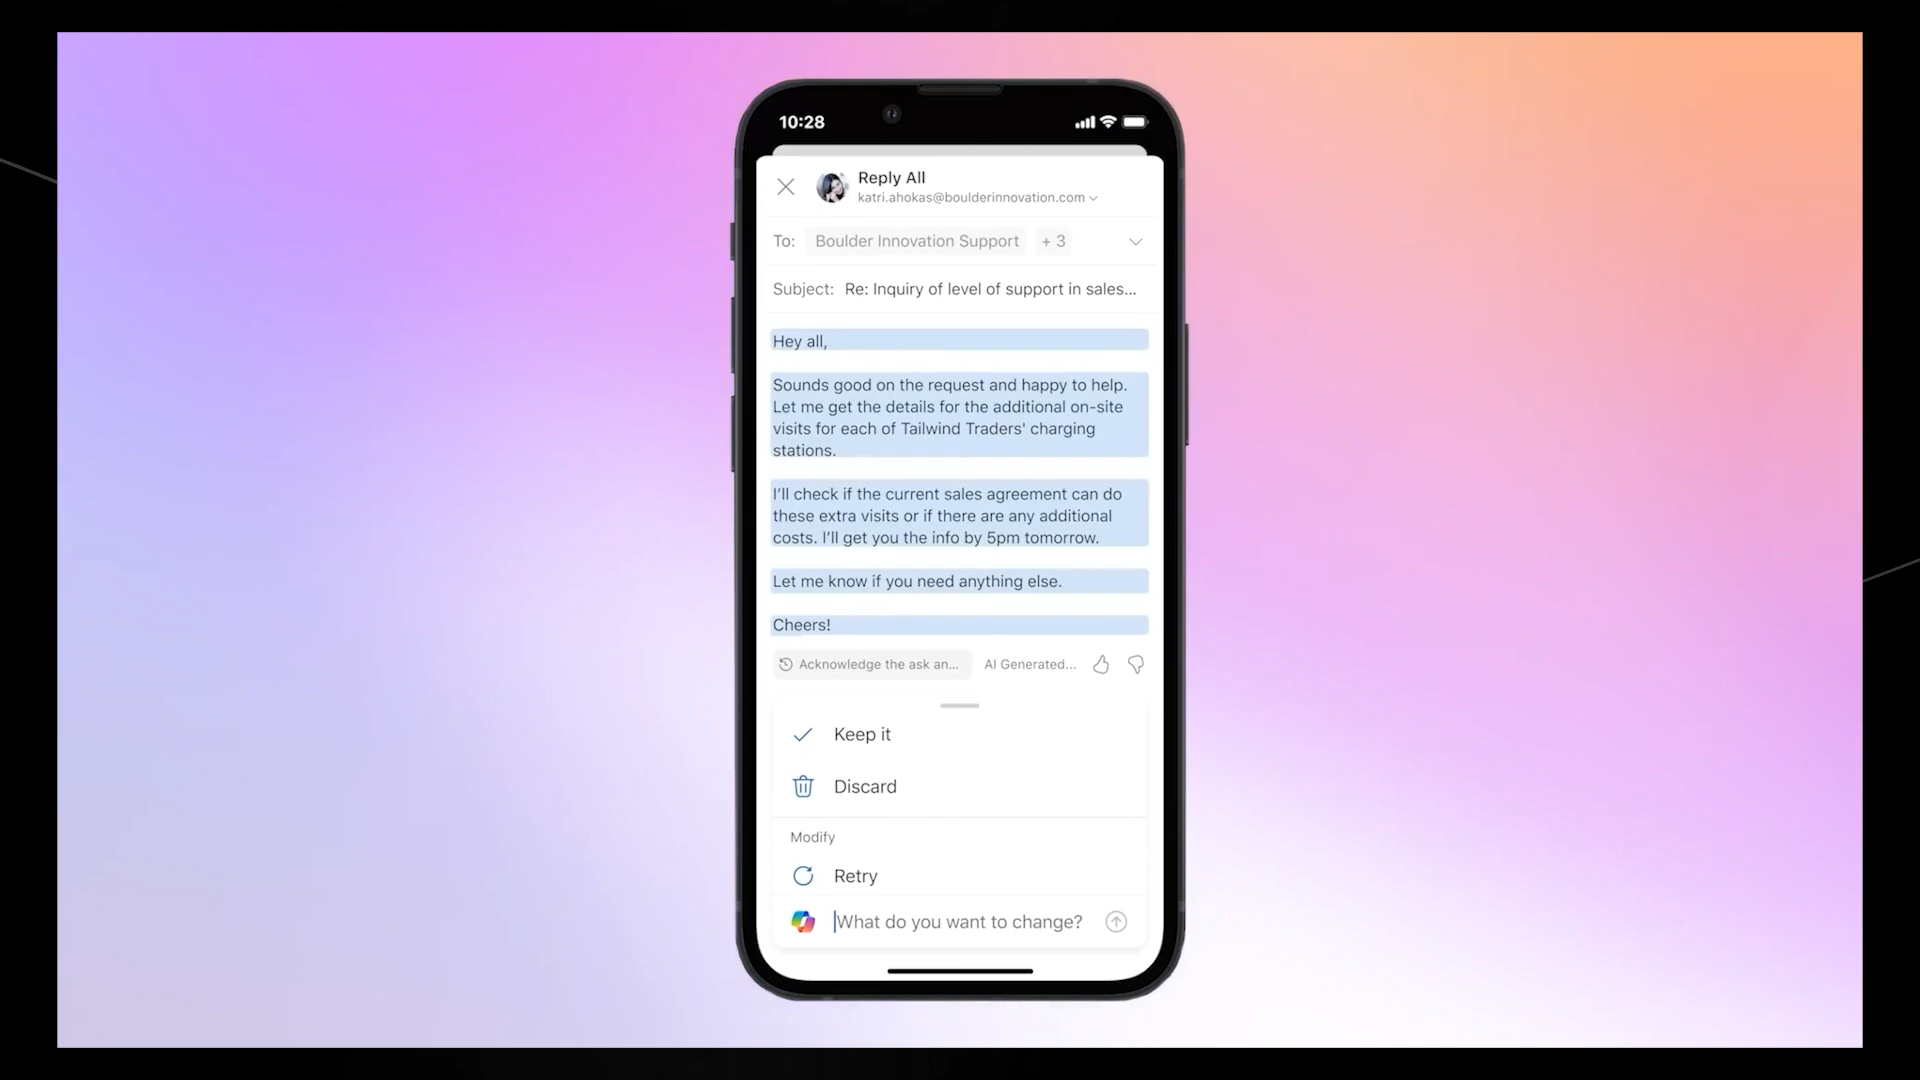 10:28
Reply All
katri.ahokas@boulderinnovation.com
To: Boulder Innovation Support + 3
Subject: Re: Inquiry of level of support in sales...
Hey all,
Sounds good on the request and happy to help.
Let me get the details for the additional on-site
visits for each of Tailwind Traders' charging
stations.
I'll check if the current sales agreement can do
these extra visits or if there are any additional
costs. I'll get you the info by 5pm tomorrow.
Let me know if you need anything else.
Cheers!
Acknowledge the ask an... AI Generated...
Keep it
Discard
Modify
Retry
What do you want to change?